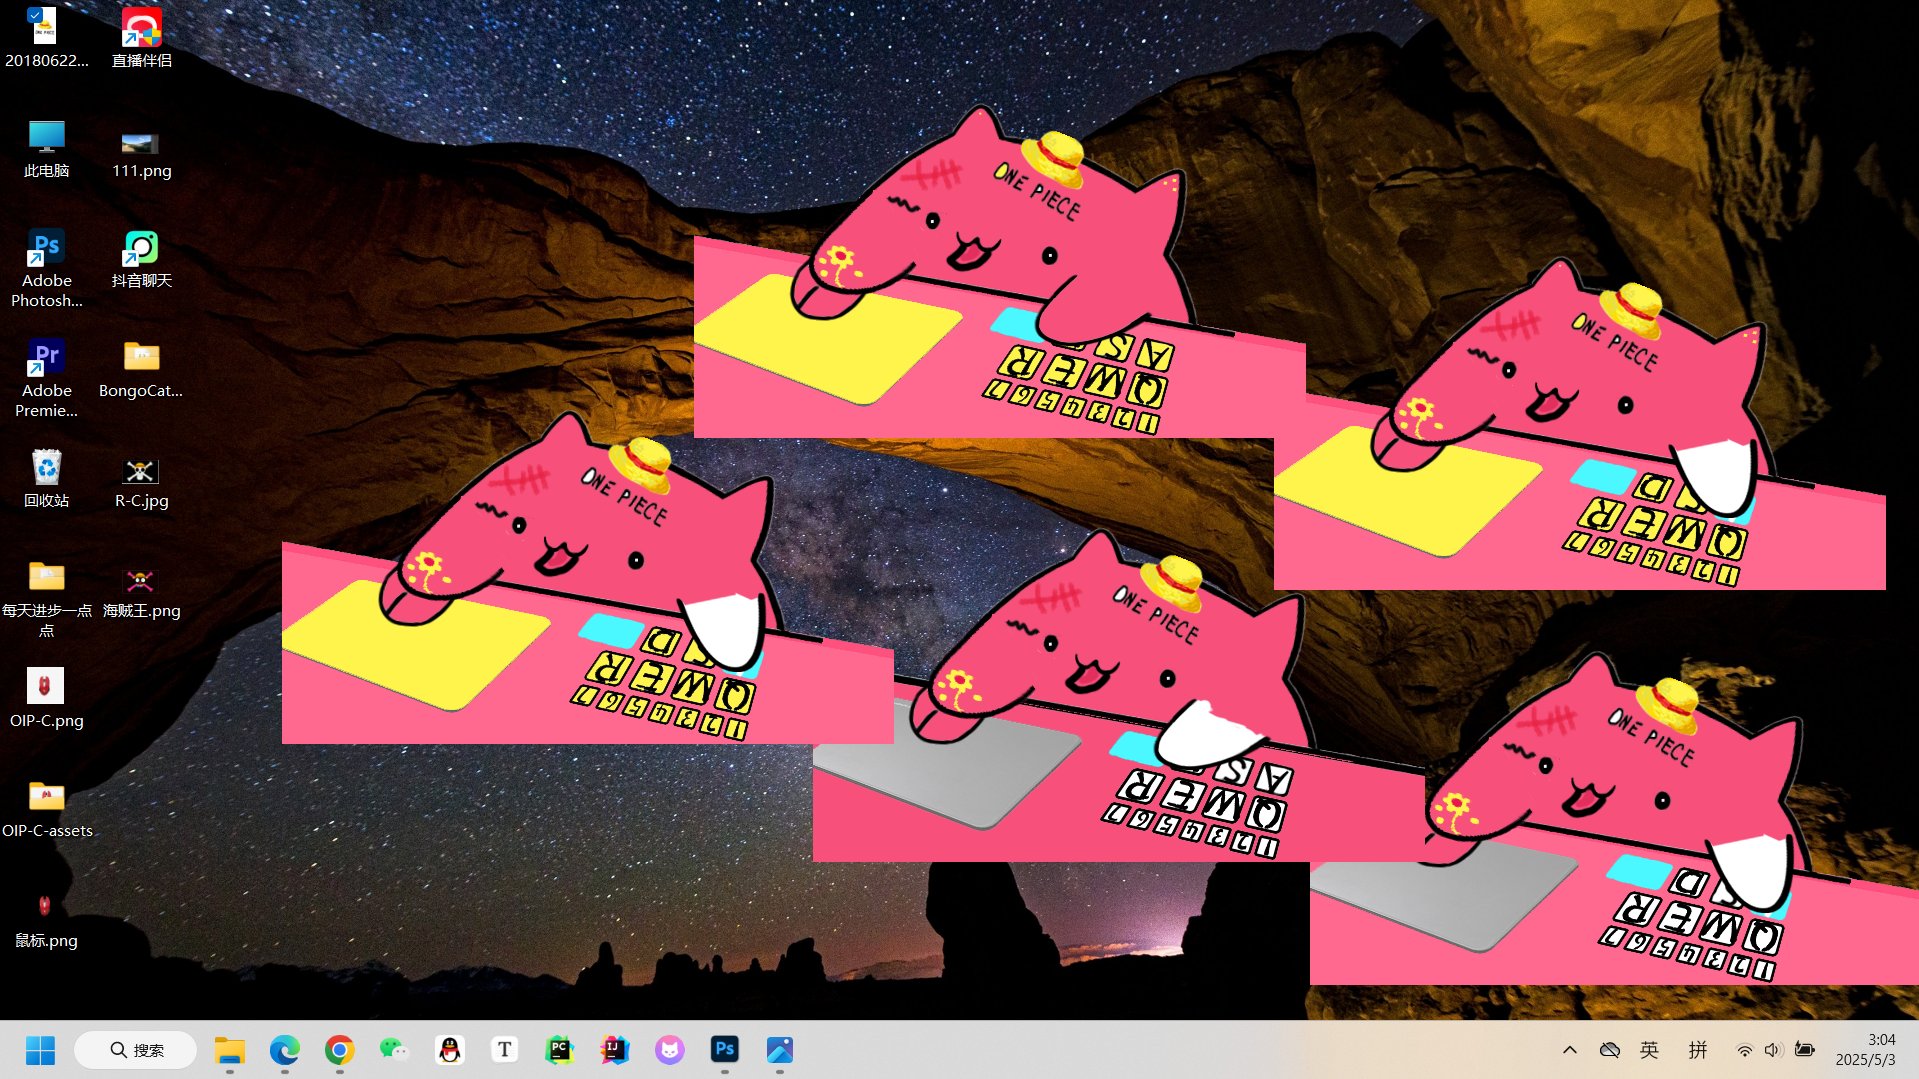 20180622...
直播伴侣
此电脑
111.png
Adobe
Photosh...
抖音聊天
Adobe
Premie...
BongoCat...
回收站
R-C.jpg
每天进步一点
点
海贼王.png
OIP-C.png
OIP-C-assets
鼠标.png
ONE PIECE
S A
R E W Q
7 6 5 4 3 2 1
ONE PIECE
D S
R E W Q
7 6 5 4 3 2 1
ONE PIECE
D S
R E W Q
7 6 5 4 3 2 1
ONE PIECE
S A
R E W Q
7 6 5 4 3 2 1
ONE PIECE
D
R E W Q
7 6 5 4 3 2 1
搜索
T
PC
IJ
Ps
英
拼
3:04
2025/5/3